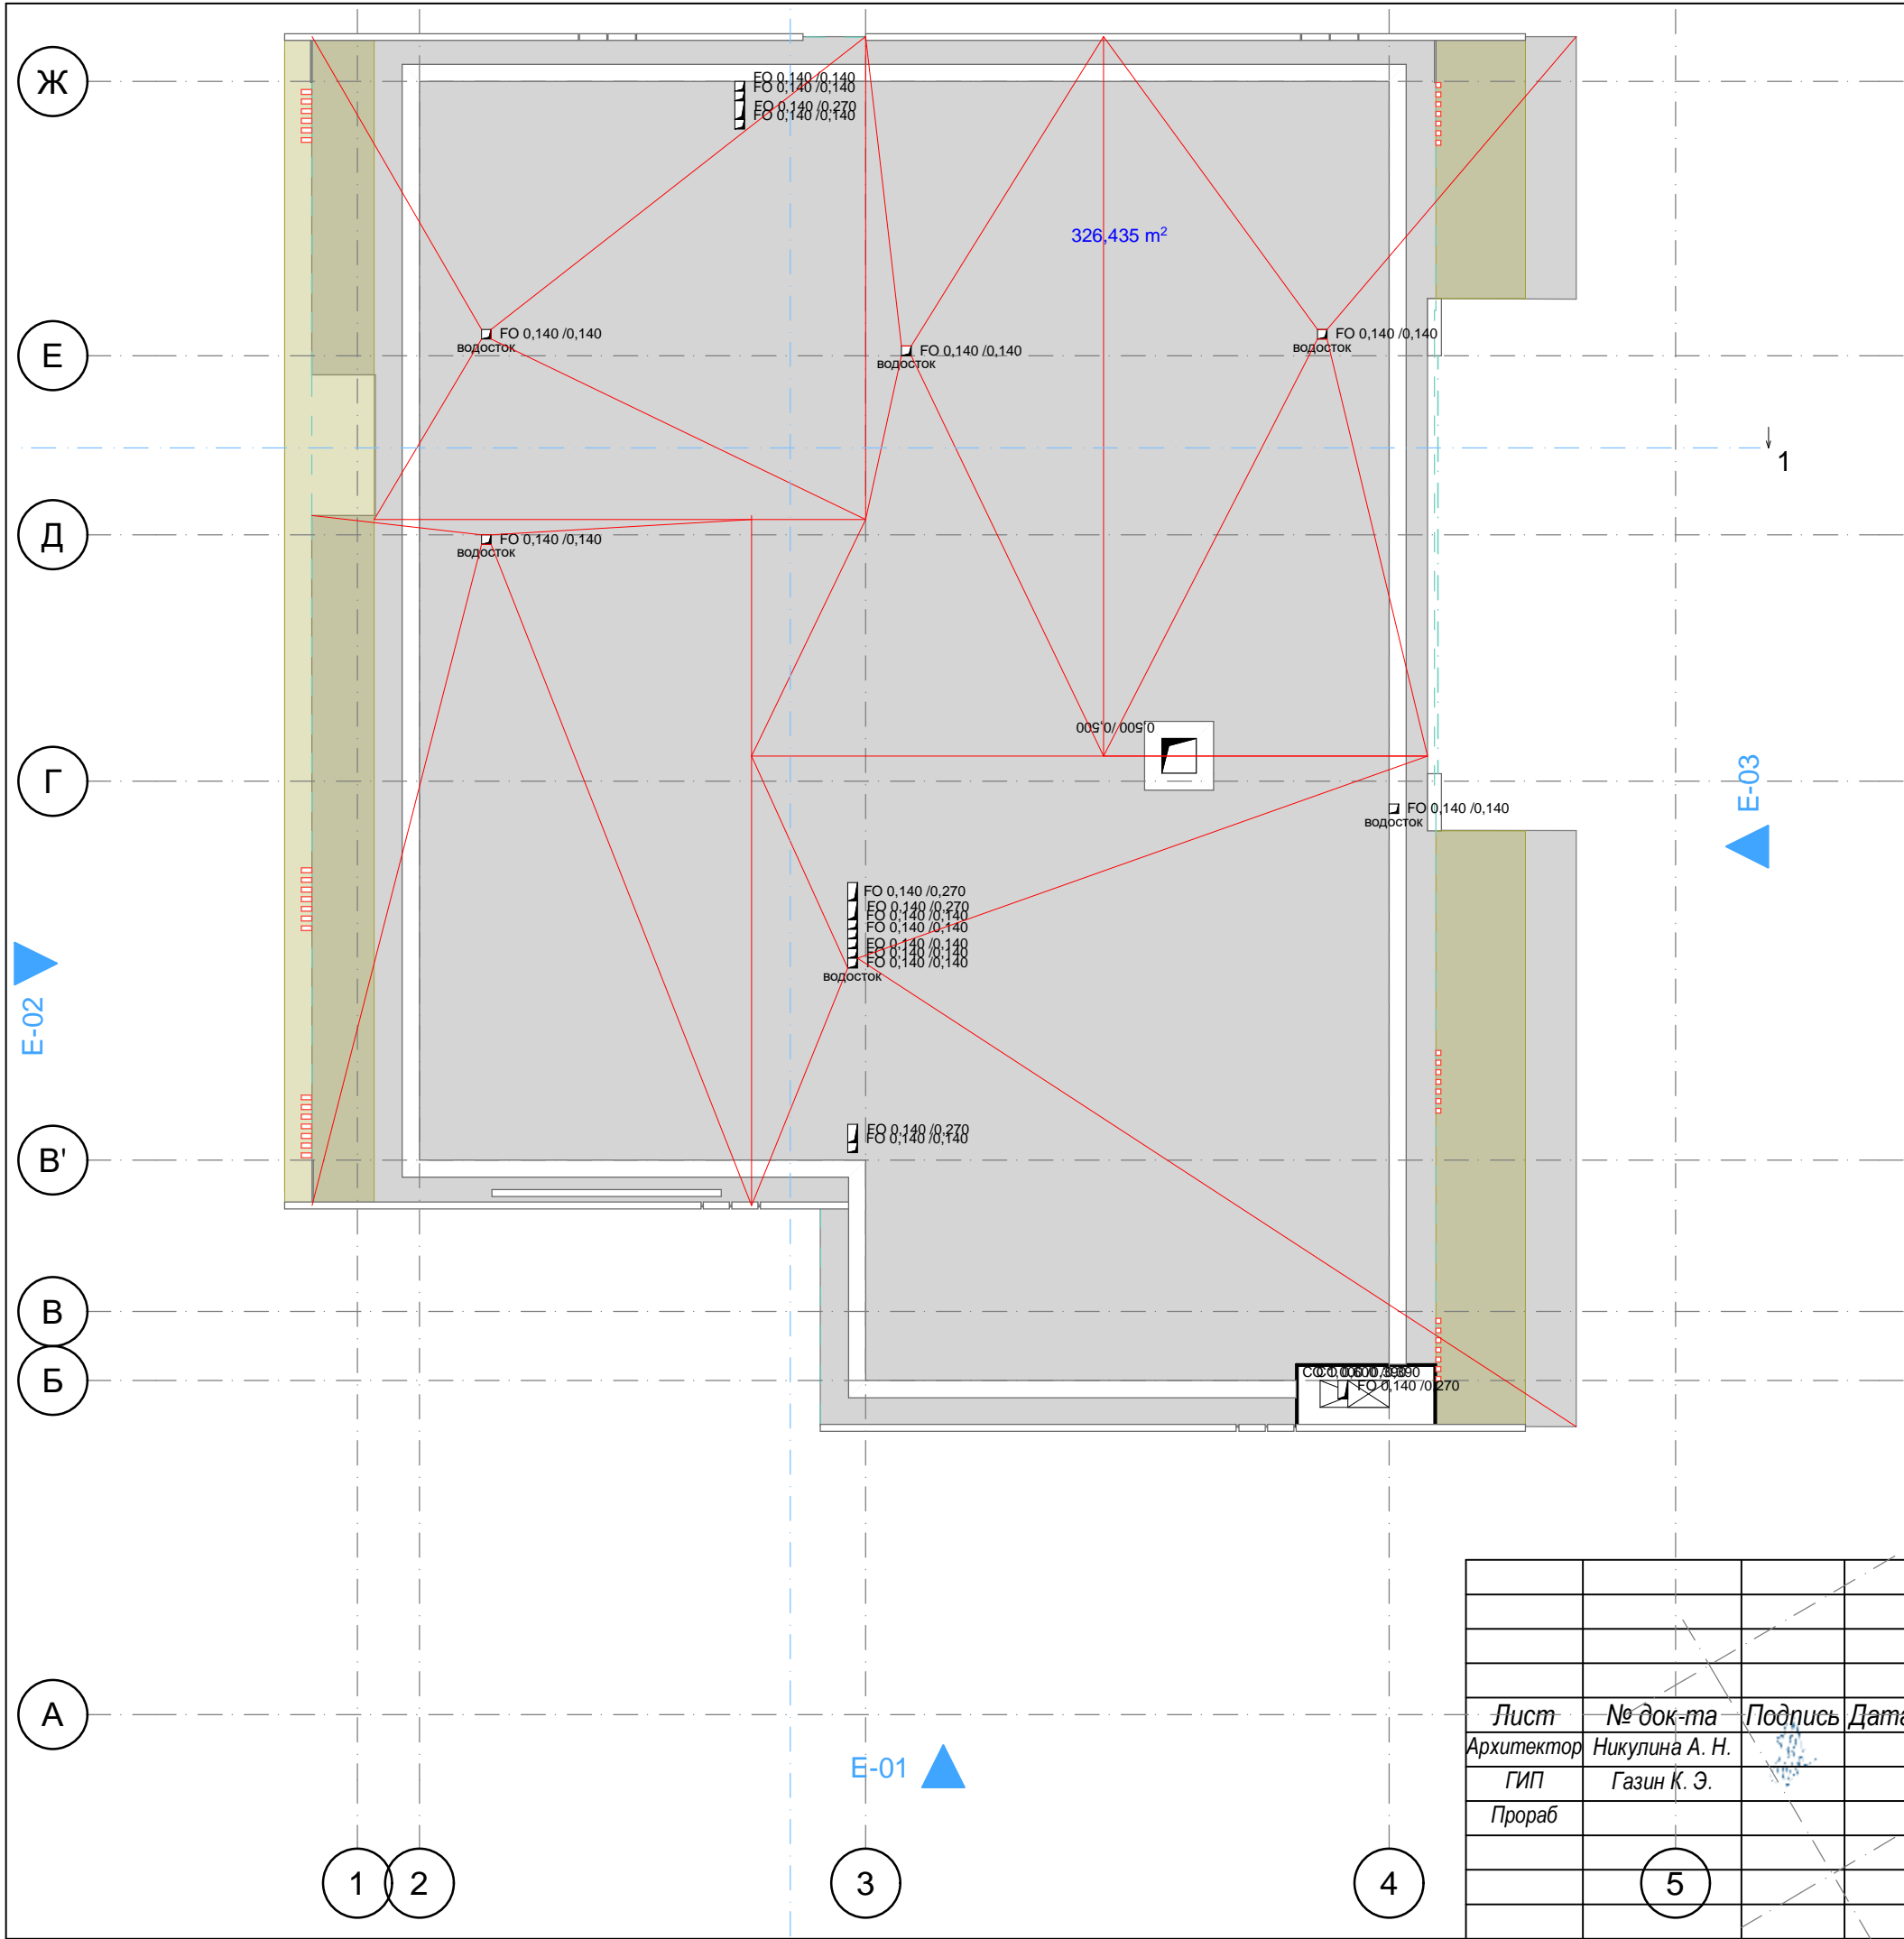 Ж
FO 0,140 /0,140
FO 0,140 /0,140
FO 0,140 /0,270
FO 0,140 /0,140
326,435 m²
FO 0,140 /0,140
водосток
FO 0,140 /0,140
водосток
FO 0,140 /0,140
водосток
Е
1
Д
FO 0,140 /0,140
водосток
0,500 /0,500
Г
FO 0,140 /0,140
водосток
E-03
FO 0,140 /0,270
FO 0,140 /0,270
FO 0,140 /0,140
FO 0,140 /0,140
FO 0,140 /0,140
FO 0,140 /0,140
FO 0,140 /0,140
водосток
E-02
FO 0,140 /0,270
FO 0,140 /0,140
В'
В
Б
FO 0,140 /0,270
А
E-01
Лист № док-та Подпись Дата
Архитектор Никулина А. Н.
ГИП Газин К. Э.
Прораб
1 2 3 4 5